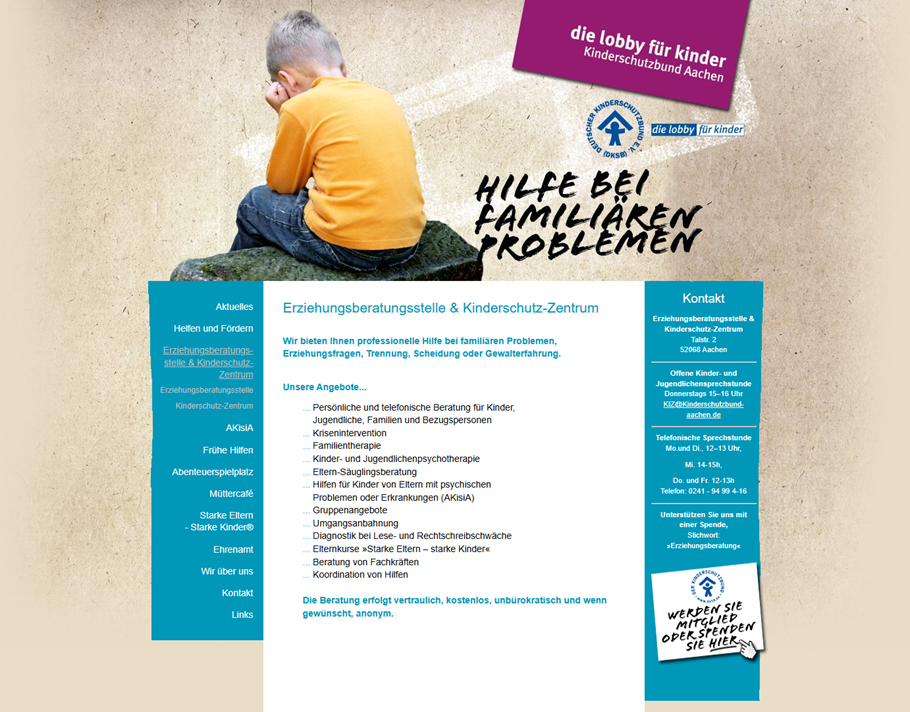 die lobby für kinder
Kinderschutzbund Aachen
DEUTSCHER KINDERSCHUTZBUND E.V.
(DKSB)
die lobby für kinder
HILFE BEI
FAMILIÄREN
PROBLEMEN
Aktuelles
Helfen und Fördern
Erziehungsberatungs-
stelle & Kinderschutz-
Zentrum
Erziehungsberatungsstelle
Kinderschutz-Zentrum
AKisiA
Frühe Hilfen
Abenteuerspielplatz
Müttercafé
Starke Eltern
- Starke Kinder®
Ehrenamt
Wir über uns
Kontakt
Links
Erziehungsberatungsstelle & Kinderschutz-Zentrum
Wir bieten Ihnen professionelle Hilfe bei familiären Problemen,
Erziehungsfragen, Trennung, Scheidung oder Gewalterfahrung.
Unsere Angebote...
... Persönliche und telefonische Beratung für Kinder,
Jugendliche, Familien und Bezugspersonen
... Krisenintervention
... Familientherapie
... Kinder- und Jugendlichenpsychotherapie
... Eltern-Säuglingsberatung
... Hilfen für Kinder von Eltern mit psychischen
Problemen oder Erkrankungen (AKisiA)
... Gruppenangebote
... Umgangsanbahnung
... Diagnostik bei Lese- und Rechtschreibschwäche
... Elternkurse »Starke Eltern – starke Kinder«
... Beratung von Fachkräften
... Koordination von Hilfen
Die Beratung erfolgt vertraulich, kostenlos, unbürokratisch und wenn
gewünscht, anonym.
Kontakt
Erziehungsberatungsstelle &
Kinderschutz-Zentrum
Talstr. 2
52068 Aachen
Offene Kinder- und
Jugendlichensprechstunde
Donnerstags 15–16 Uhr
KIZ@Kinderschutzbund-
aachen.de
Telefonische Sprechstunde
Mo.und Di., 12–13 Uhr,
Mi. 14-15h,
Do. und Fr. 12-13h
Telefon: 0241 - 94 99 4-16
Unterstützen Sie uns mit
einer Spende,
Stichwort:
»Erziehungsberatung«
WERDEN SIE
MITGLIED
ODER SPENDEN
SIE HIER